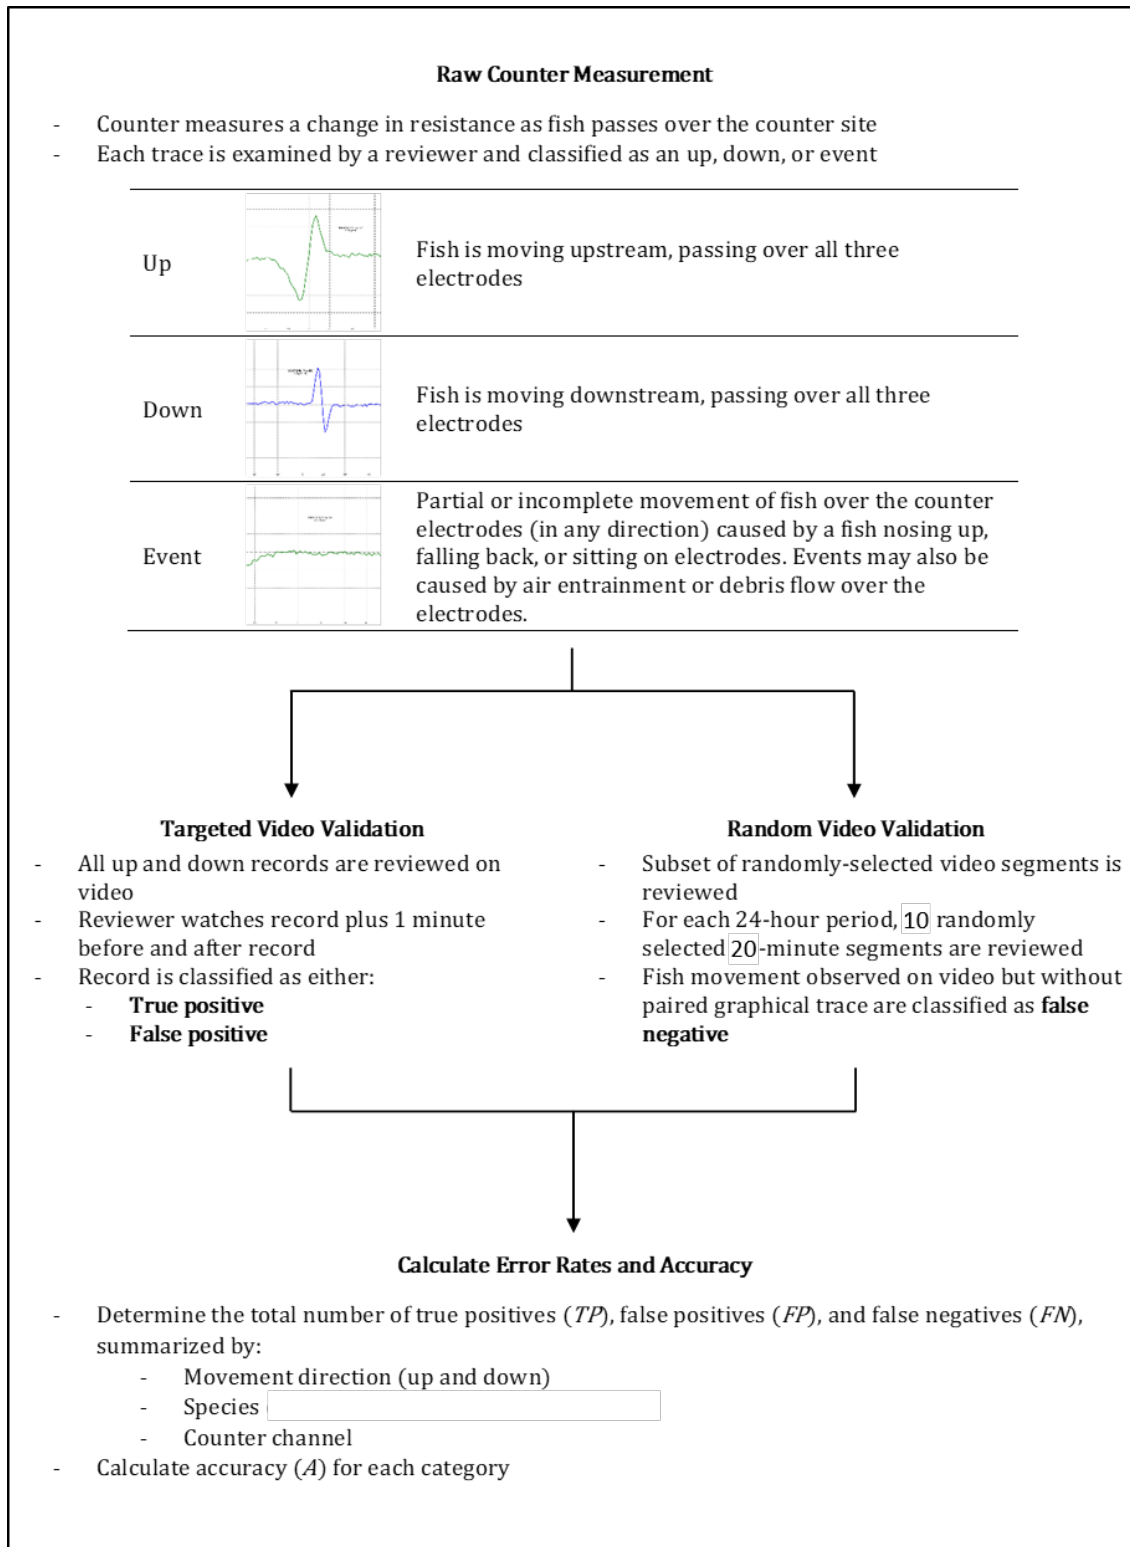 Raw Counter Measurement
- Counter measures a change in resistance as fish passes over the counter site
- Each trace is examined by a reviewer and classified as an up, down, or event
Up
Fish is moving upstream, passing over all three
electrodes
Down
Fish is moving downstream, passing over all three
electrodes
Event
Partial or incomplete movement of fish over the counter
electrodes (in any direction) caused by a fish nosing up,
falling back, or sitting on electrodes. Events may also be
caused by air entrainment or debris flow over the
electrodes.
Targeted Video Validation
- All up and down records are reviewed on
video
- Reviewer watches record plus 1 minute
before and after record
- Record is classified as either:
- True positive
- False positive
Random Video Validation
- Subset of randomly-selected video segments is
reviewed
- For each 24-hour period, 10 randomly
selected 20-minute segments are reviewed
- Fish movement observed on video but without
paired graphical trace are classified as false
negative
Calculate Error Rates and Accuracy
- Determine the total number of true positives (TP), false positives (FP), and false negatives (FN),
summarized by:
- Movement direction (up and down)
- Species
- Counter channel
- Calculate accuracy (A) for each category